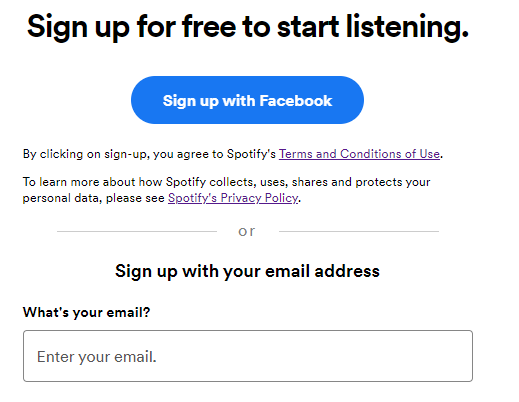 Sign up for free to start listening.
Sign up with Facebook
By clicking on sign-up, you agree to Spotify's Terms and Conditions of Use.
To learn more about how Spotify collects, uses, shares and protects your
personal data, please see Spotify's Privacy Policy.
or
Sign up with your email address
What's your email?
Enter your email.